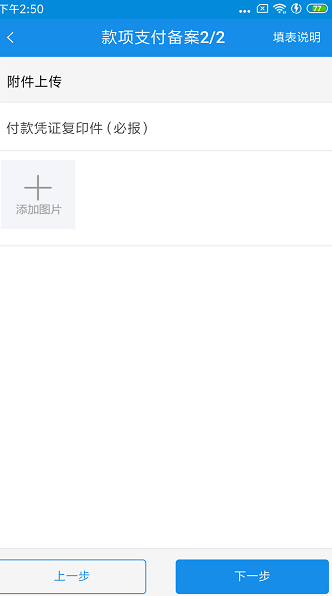 下午2:50
77
款项支付备案2/2
填表说明
附件上传
付款凭证复印件(必报)
添加图片
上一步
下一步